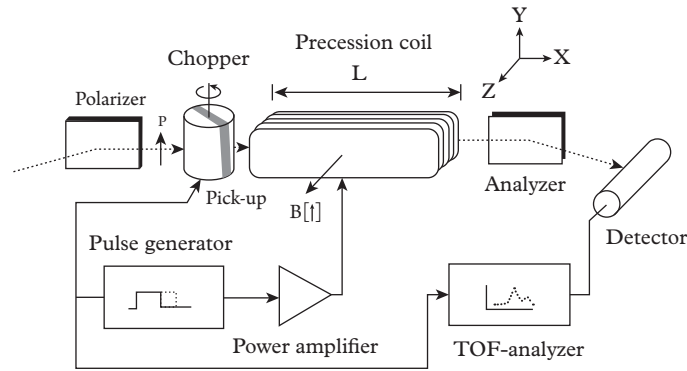 Precession coil
Y
Chopper
L
X
Z
Polarizer
P
Pick-up
B[↑]
Analyzer
Detector
Pulse generator
Power amplifier
TOF-analyzer